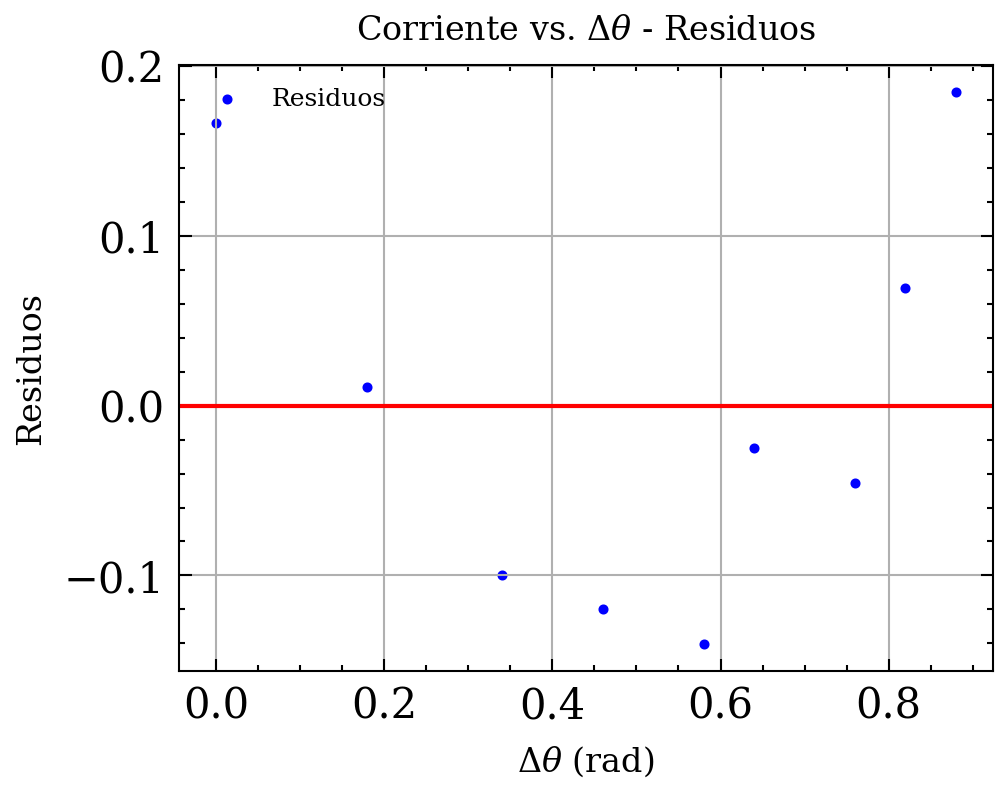 Corriente vs. Δθ - Residuos
0.2
Residuos
0.1
Residuos
0.0
−0.1
0.0 0.2 0.4 0.6 0.8
Δθ (rad)